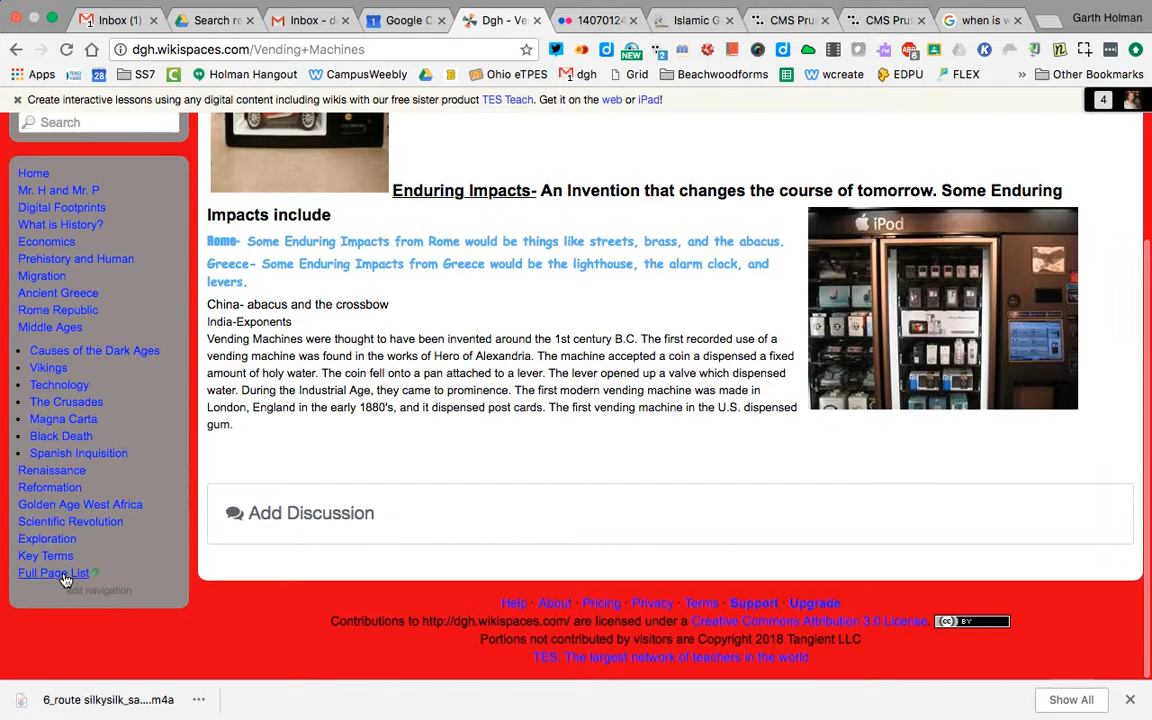 Inbox (1)
Search re
Inbox - d
Google C
Dgh - Ve
14070124
Islamic G
CMS Prus
CMS Prus
when is v
Garth Holman
dgh.wikispaces.com/Vending+Machines
Apps
28
SS7
Holman Hangout
CampusWeekly
Ohio eTPES
dgh
Grid
Beachwoodforms
wcreate
EDPU
FLEX
»
Other Bookmarks
Create interactive lessons using any digital content including wikis with our free sister product TES Teach. Get it on the web or iPad!
4
Search
Home
Mr. H and Mr. P
Digital Footprints
What is History?
Economics
Prehistory and Human
Migration
Ancient Greece
Rome Republic
Middle Ages
Causes of the Dark Ages
Vikings
Technology
The Crusades
Magna Carta
Black Death
Spanish Inquisition
Renaissance
Reformation
Golden Age West Africa
Scientific Revolution
Exploration
Key Terms
Full Page List
edit navigation
Enduring Impacts- An Invention that changes the course of tomorrow. Some Enduring
Impacts include
iPod
Rome- Some Enduring Impacts from Rome would be things like streets, brass, and the abacus.
Greece- Some Enduring Impacts from Greece would be the lighthouse, the alarm clock, and
levers.
China- abacus and the crossbow
India-Exponents
Vending Machines were thought to have been invented around the 1st century B.C. The first recorded use of a
vending machine was found in the works of Hero of Alexandria. The machine accepted a coin a dispensed a fixed
amount of holy water. The coin fell onto a pan attached to a lever. The lever opened up a valve which dispensed
water. During the Industrial Age, they came to prominence. The first modern vending machine was made in
London, England in the early 1880's, and it dispensed post cards. The first vending machine in the U.S. dispensed
gum.
Add Discussion
Help · About · Pricing · Privacy · Terms · Support · Upgrade
Contributions to http://dgh.wikispaces.com/ are licensed under a Creative Commons Attribution 3.0 License. (cc) BY
Portions not contributed by visitors are Copyright 2018 Tangient LLC
TES: The largest network of teachers in the world
6_route silkysilk_sa....m4a
Show All